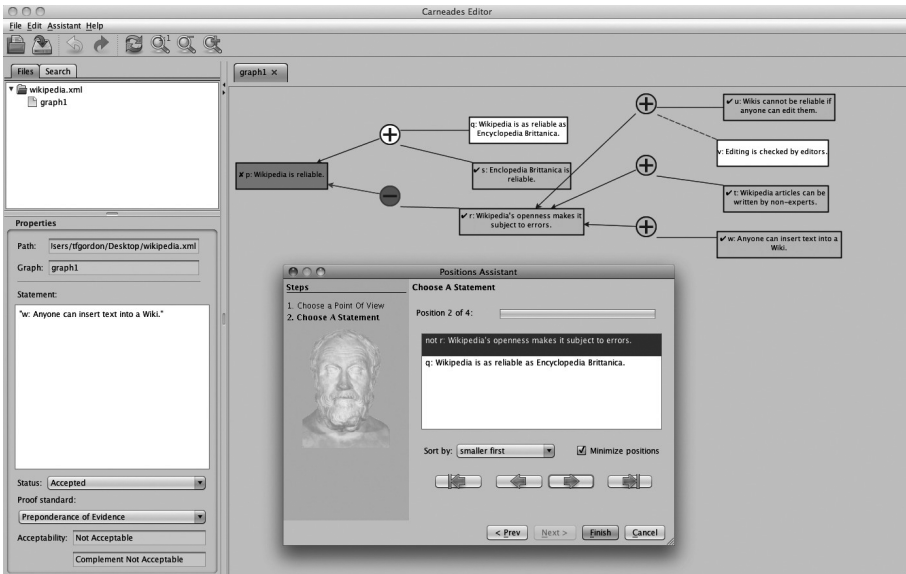 Carneades Editor
File Edit Assistant Help
1
Files Search
wikipedia.xml
graph1
graph1 ×
✔ u: Wikis cannot be reliable if
anyone can edit them.
q: Wikipedia is as reliable as
Encyclopedia Brittanica.
v: Editing is checked by editors.
✘ p: Wikipedia is reliable.
✔ s: Enclopedia Brittanica is
reliable.
✔ t: Wikipedia articles can be
written by non-experts.
✔ r: Wikipedia's openness makes it
subject to errors.
✔ w: Anyone can insert text into a
Wiki.
Properties
Path: !sers/tfgordon/Desktop/wikipedia.xml
Graph: graph1
Statement:
"w: Anyone can insert text into a Wiki."
Status: Accepted
Proof standard:
Preponderance of Evidence
Acceptability: Not Acceptable
Complement Not Acceptable
Positions Assistant
Steps
1. Choose a Point Of View
2. Choose A Statement
Choose A Statement
Position 2 of 4:
not r: Wikipedia's openness makes it subject to errors.
q: Wikipedia is as reliable as Encyclopedia Brittanica.
Sort by: smaller first
Minimize positions
< Prev Next > Finish Cancel